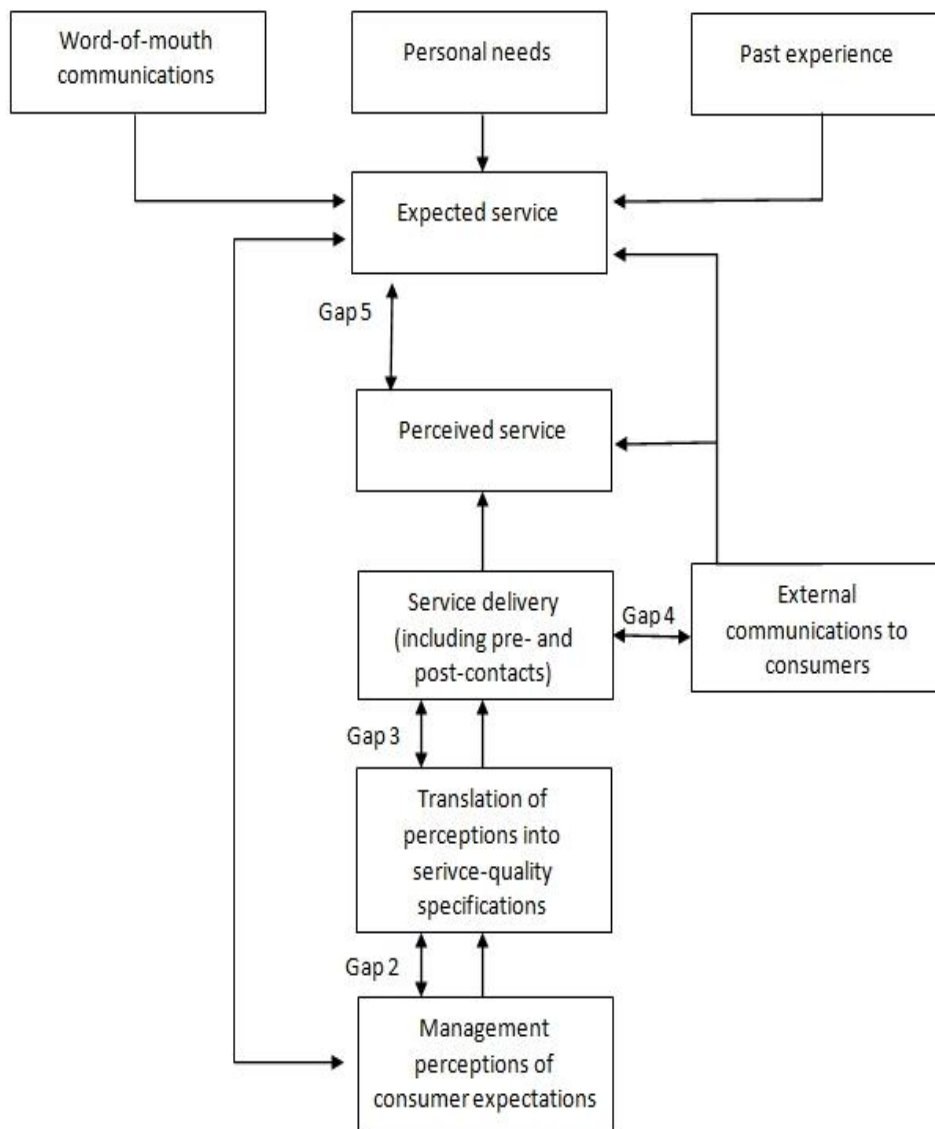 Word-of-mouth
communications
Personal needs
Past experience
Expected service
Gap 5
Perceived service
Service delivery
(including pre- and
post-contacts)
Gap 4
External
communications to
consumers
Gap 3
Translation of
perceptions into
serivce-quality
specifications
Gap 2
Management
perceptions of
consumer expectations